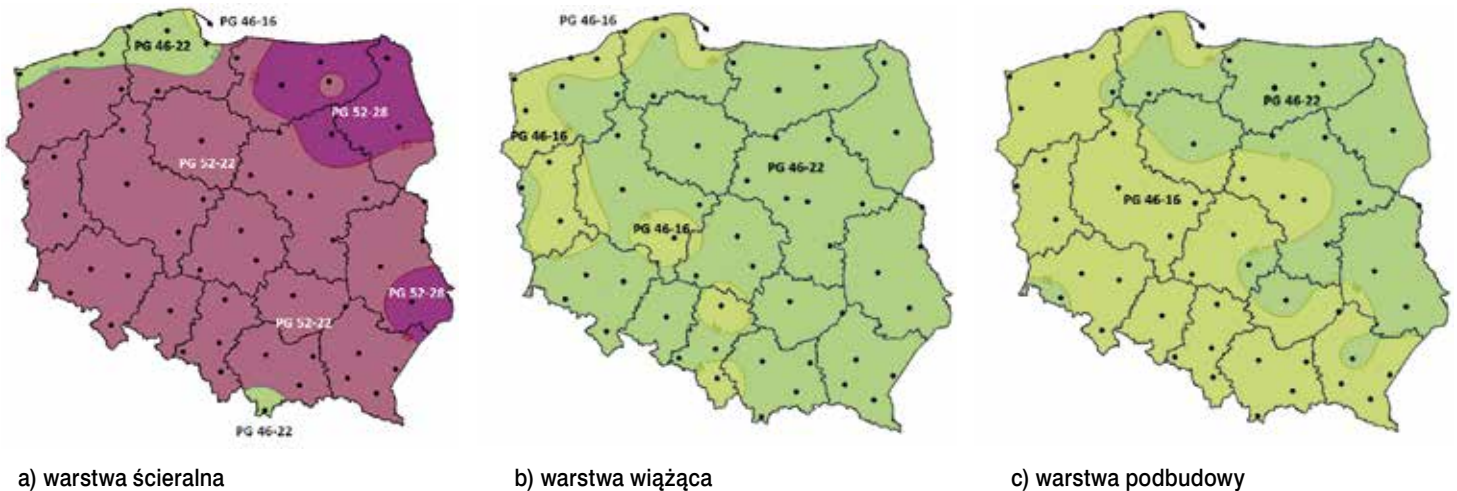 PG 46-16
PG 46-22
PG 52-28
PG 52-22
PG 52-28
PG 52-22
PG 46-22
a) warstwa ścieralna
PG 46-16
PG 46-16
PG 46-22
PG 46-16
b) warstwa wiążąca
PG 46-22
PG 46-16
c) warstwa podbudowy